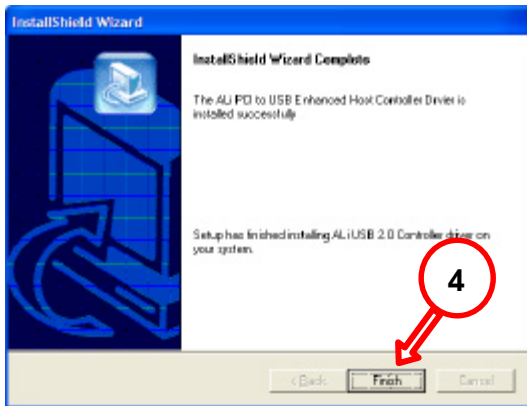 InstallShield Wizard
InstallShield Wizard Complete
The ALi PCI to USB Enhanced Host Controller Driver is
installed successfully
Setup has finished installing ALi USB 2.0 Controller driver on
your system.
4
< Back
Finish
Cancel